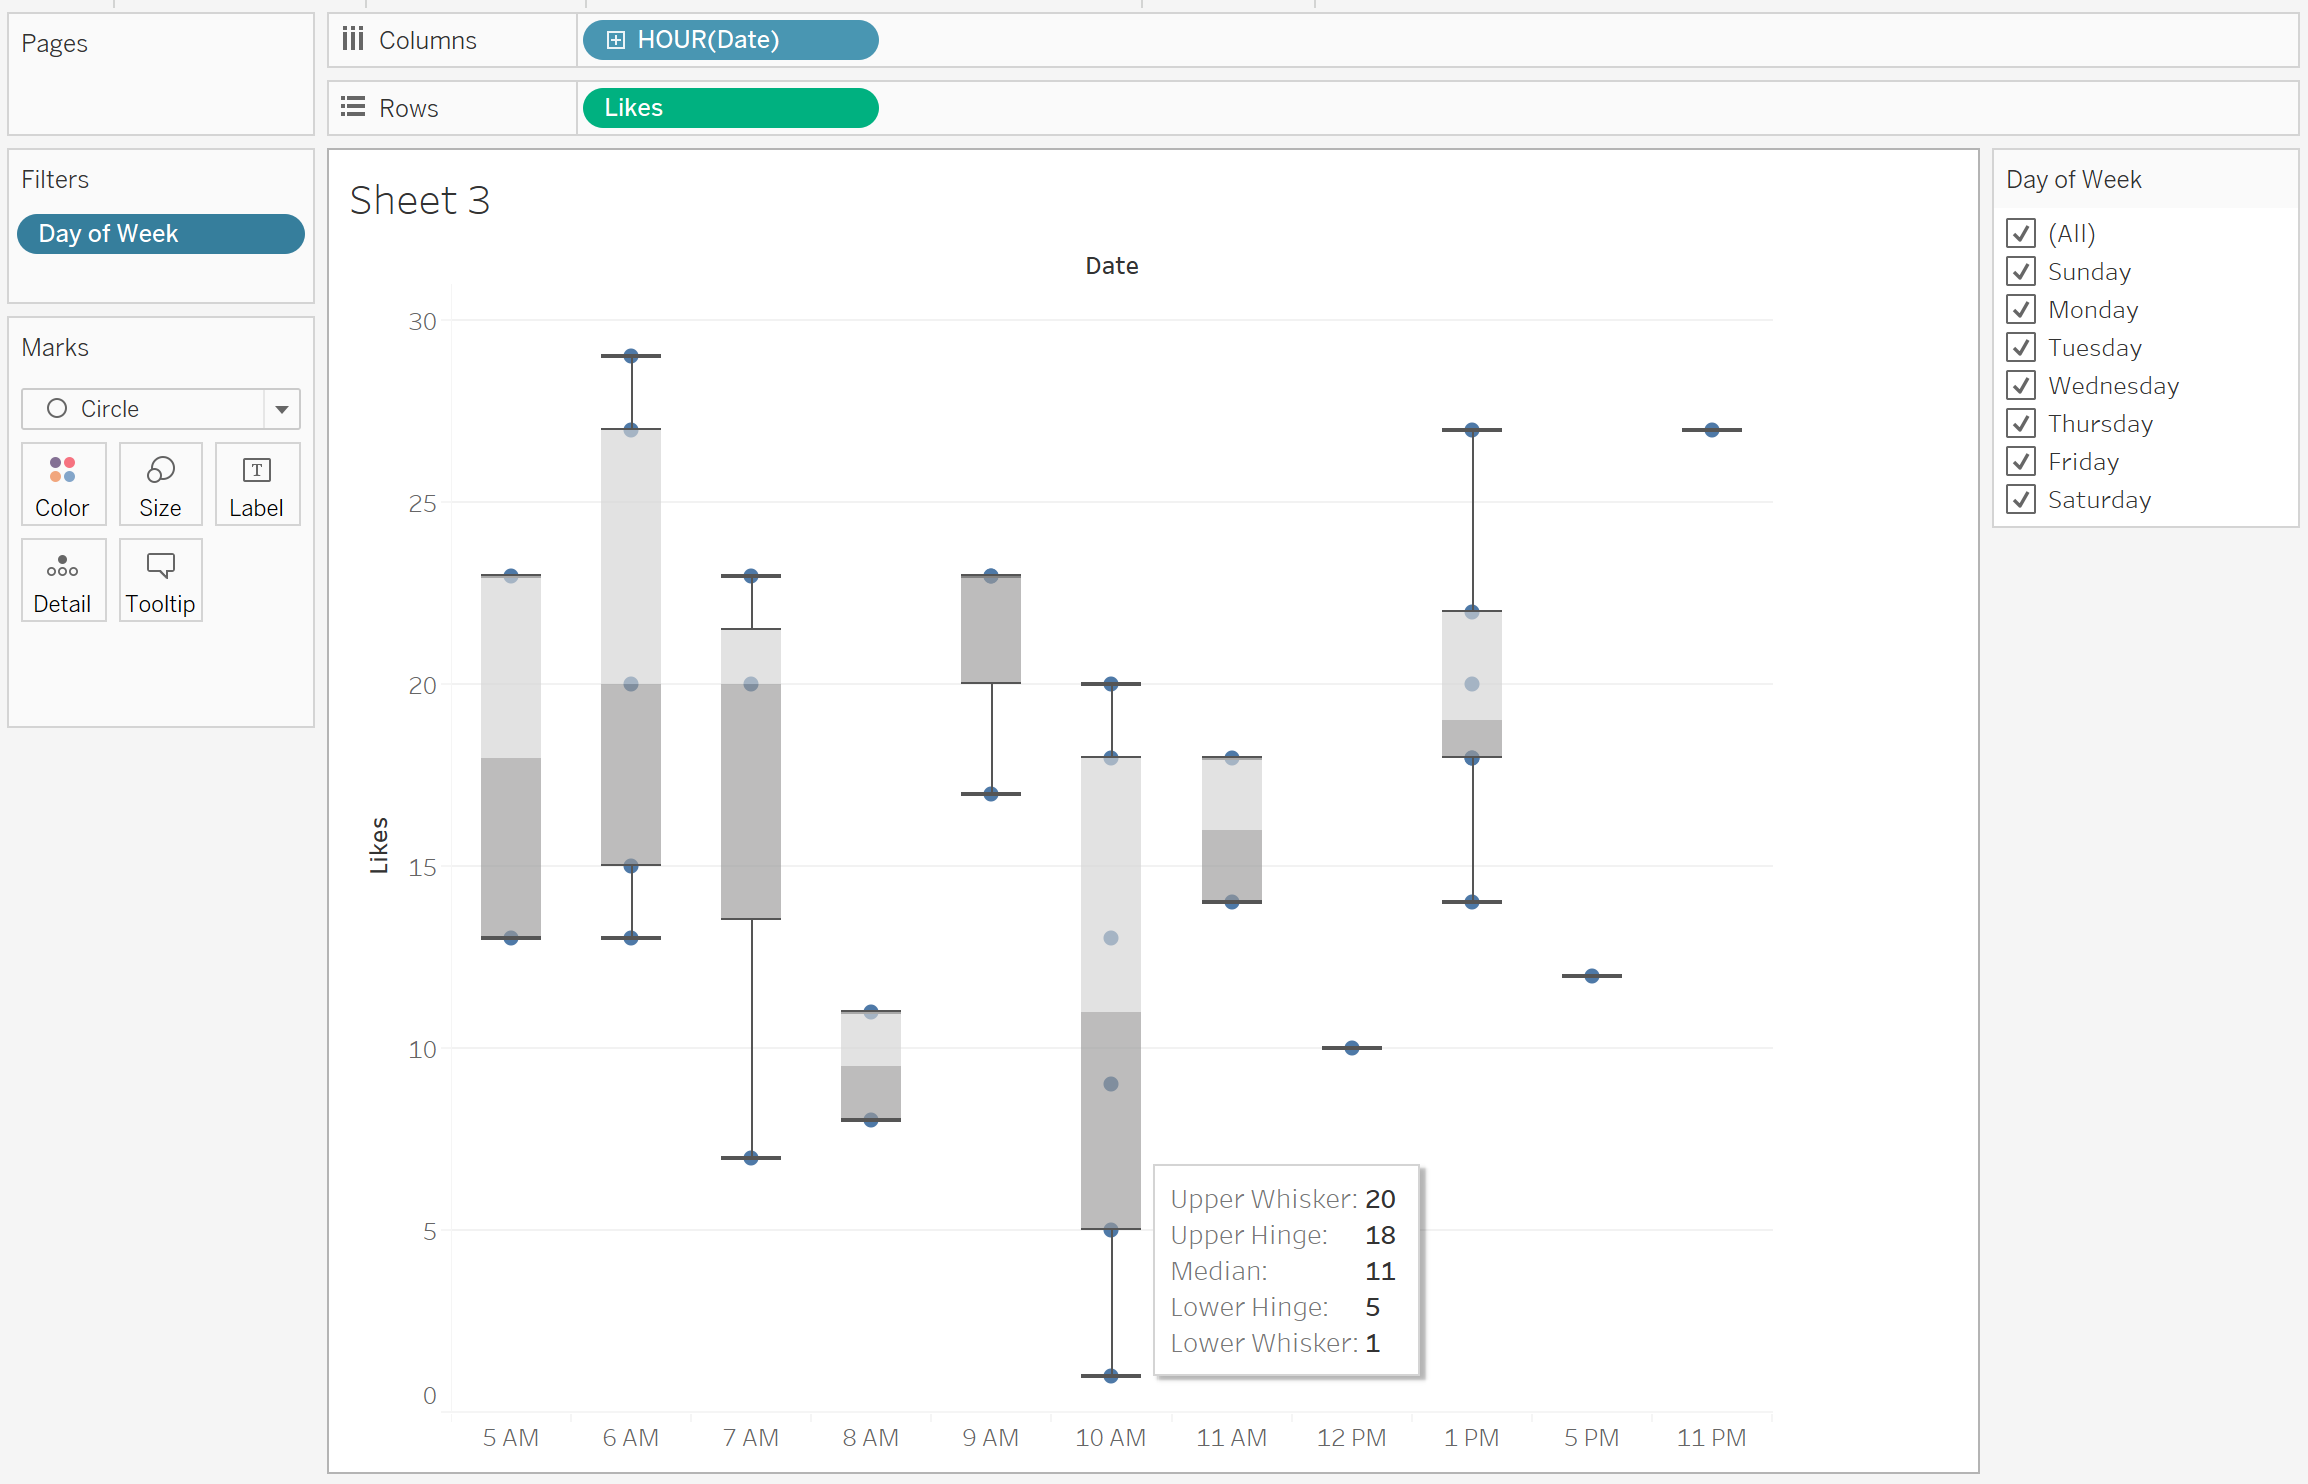 Pages
Columns
HOUR(Date)
Rows
Likes
Filters
Day of Week
Marks
Circle
Color
Size
T
Label
Detail
Tooltip
Sheet 3
Date
Likes
30
25
20
15
10
5
0
5 AM
6 AM
7 AM
8 AM
9 AM
10 AM
11 AM
12 PM
1 PM
5 PM
11 PM
Upper Whisker: 20
Upper Hinge: 18
Median: 11
Lower Hinge: 5
Lower Whisker: 1
Day of Week
(All)
Sunday
Monday
Tuesday
Wednesday
Thursday
Friday
Saturday